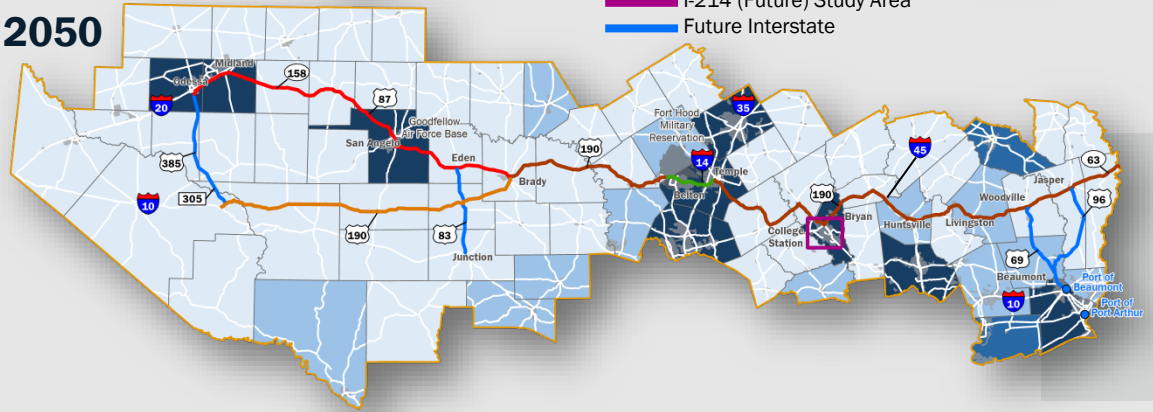 I-214 (Future) Study Area
Future Interstate
2050
Midland
Odessa
158
20
87
Goodfellow
Air Force Base
San Angelo
Eden
385
305
10
190
83
Junction
Brady
190
Fort Hood
Military
Reservation
35
14
Temple
Belton
190
Bryan
College
Station
45
Huntsville
Livingston
Woodville
Jasper
63
96
69
Beaumont
10
Port of
Beaumont
Port of
Port Arthur